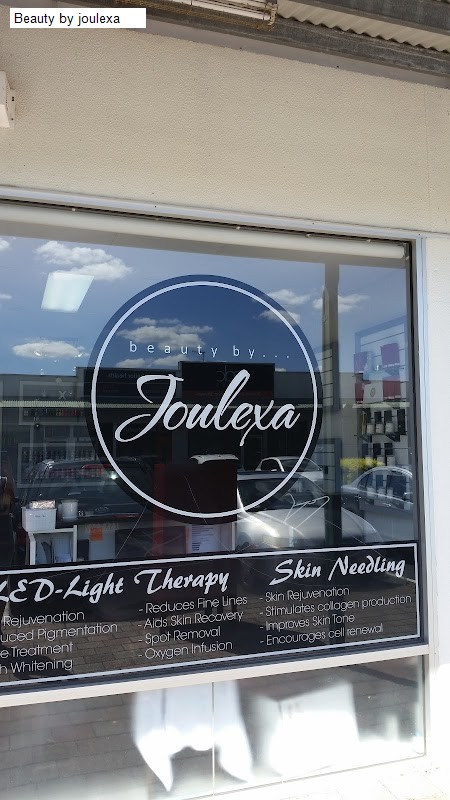 Beauty by joulexa
beauty by...
Joulexa
LED-Light Therapy
Rejuvenation
Pigmentation
Treatment
Whitening
- Reduces Fine Lines
- Aids Skin Recovery
- Spot Removal
- Oxygen Infusion
Skin Needling
- Skin Rejuvenation
- Stimulates collagen production
- Improves Skin Tone
- Encourages cell renewal